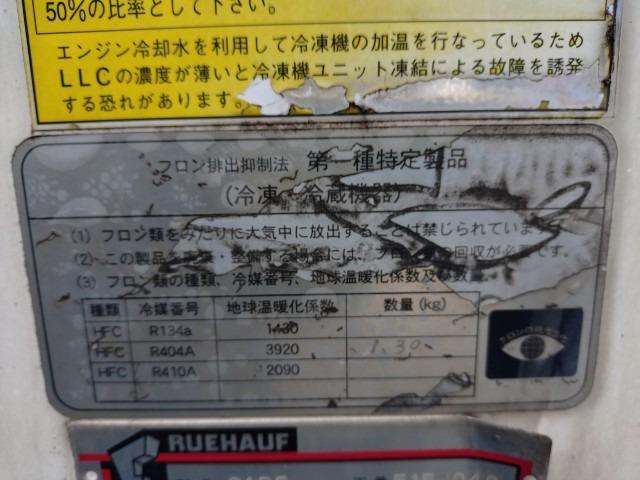 50%の比率として下さい。
エンジン冷却水を利用して冷凍機の加温を行なっているため
LLCの濃度が薄いと冷凍機ユニット凍結による故障を誘発
する恐れがあります。
フロン排出抑制法 第一種特定製品
(冷凍・冷蔵機器)
(1) フロン類をみだりに大気中に放出することは禁じられています。
(2) この製品を廃棄・整備する場合には、フロン類の回収が必要です。
(3) フロン類の種類、冷媒番号、地球温暖化係数及び数量
種類 冷媒番号 地球温暖化係数 数量(kg)
HFC R134a 1430
HFC R404A 3920 1.30
HFC R410A 2090
RUEHAUF